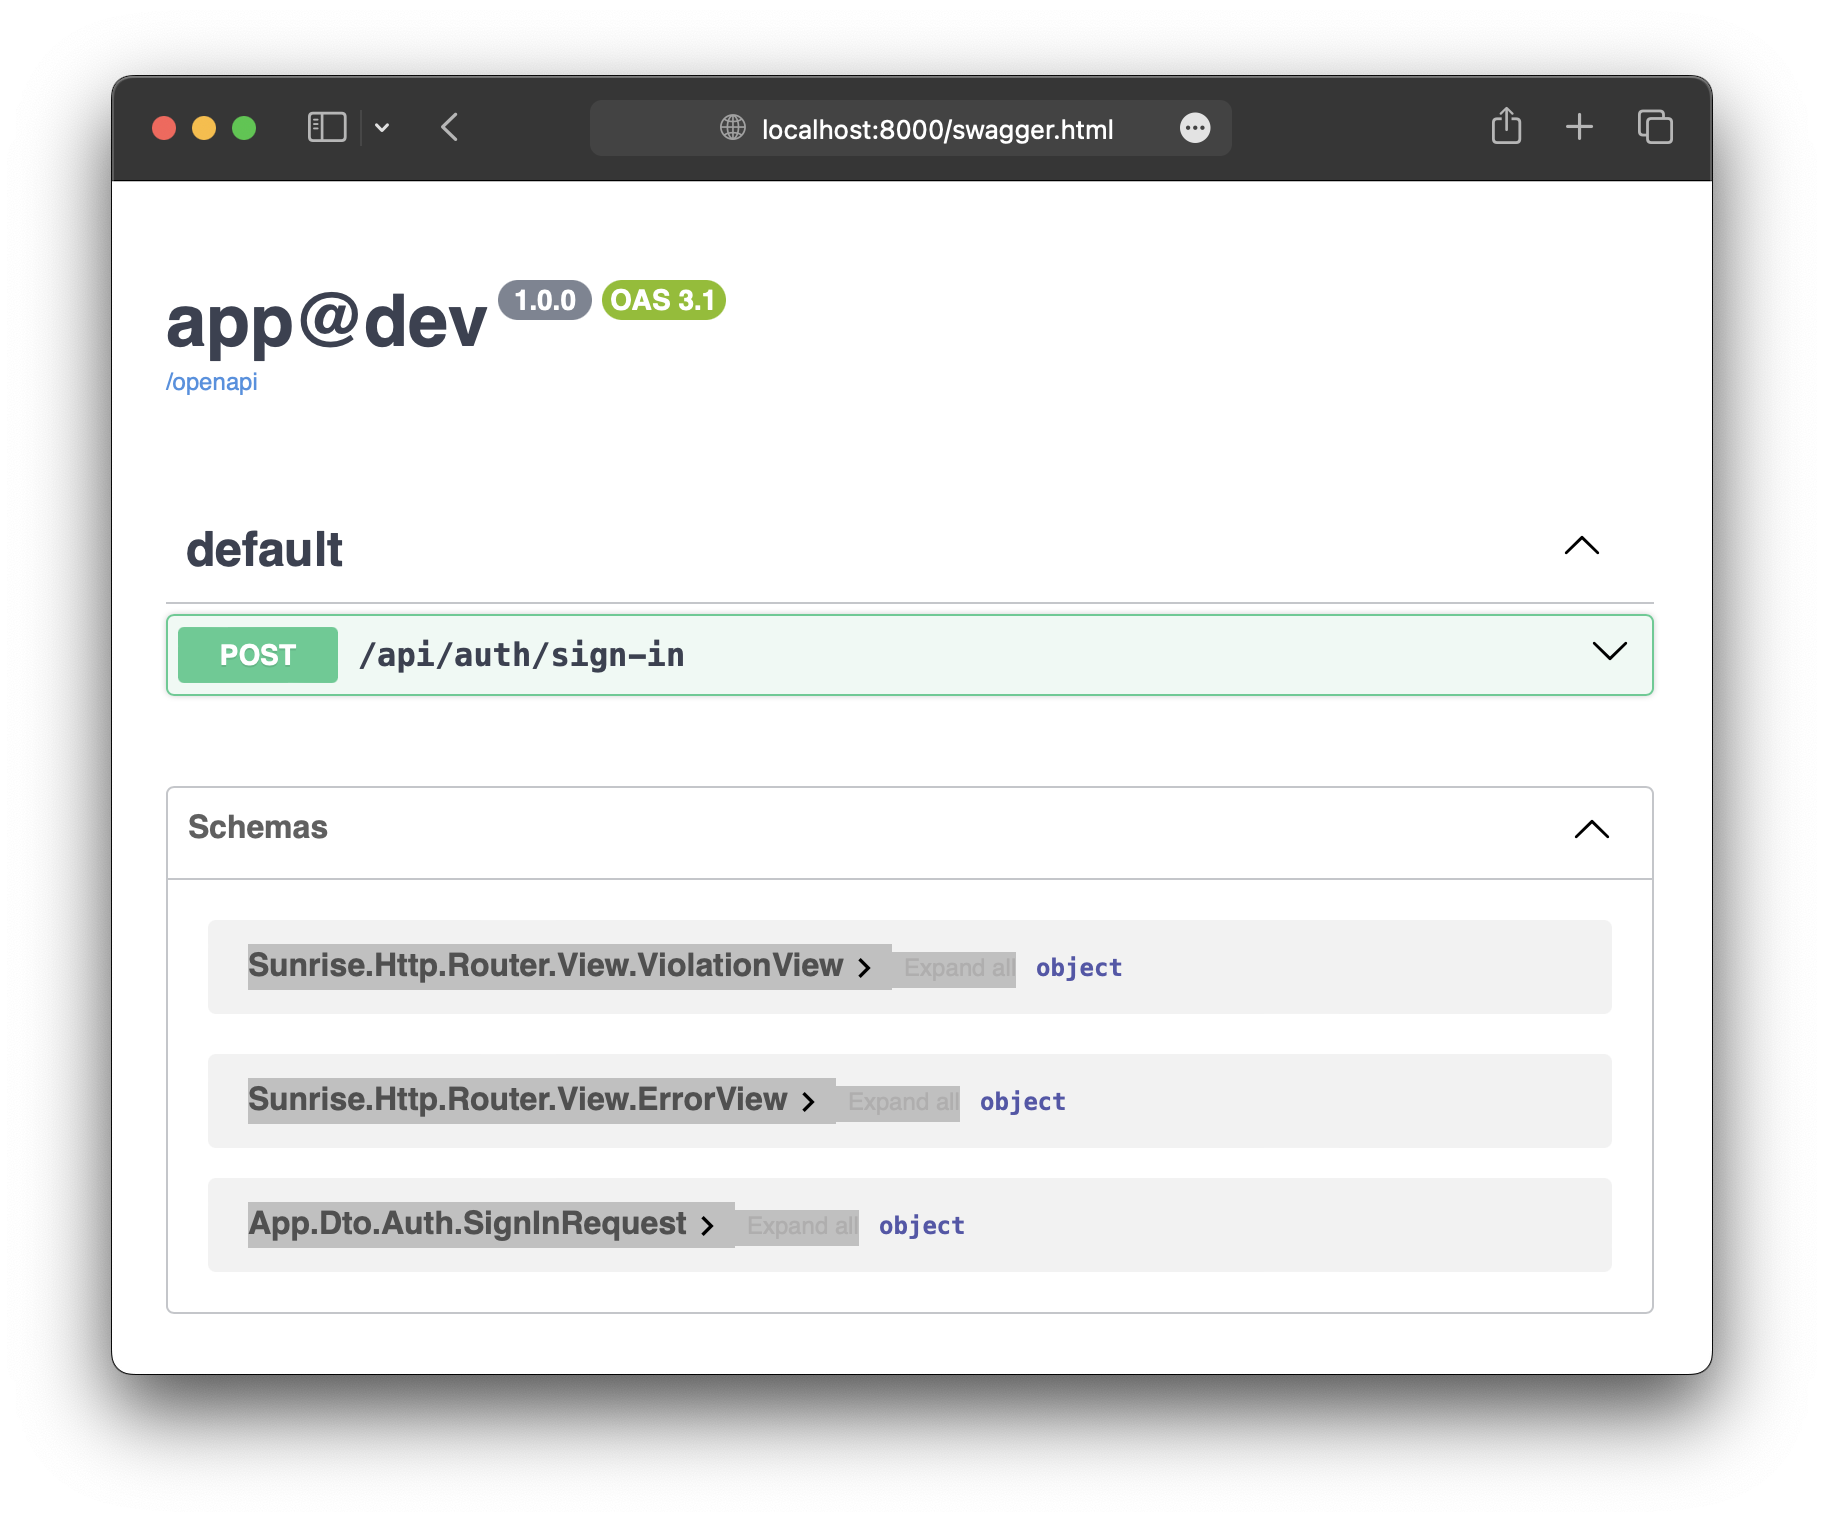 localhost:8000/swagger.html
app@dev 1.0.0 OAS 3.1
/openapi
default
POST /api/auth/sign-in
Schemas
Sunrise.Http.Router.View.ViolationView Expand all object
Sunrise.Http.Router.View.ErrorView Expand all object
App.Dto.Auth.SignInRequest Expand all object